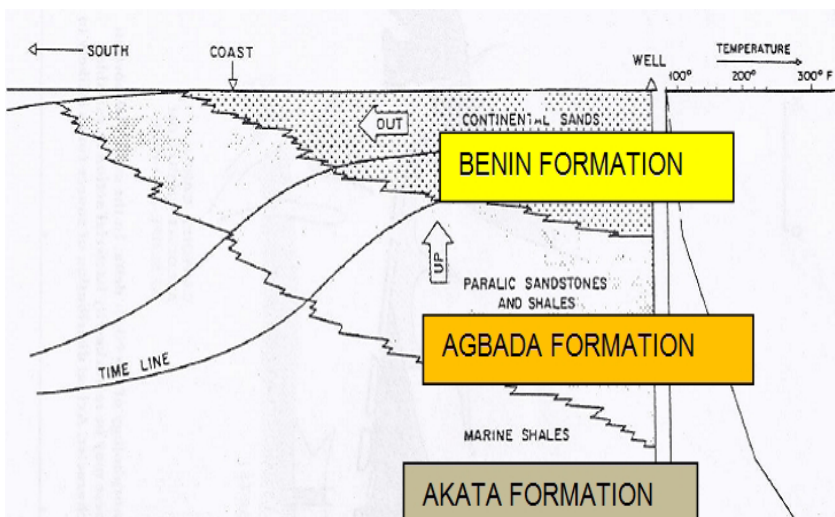 SOUTH
COAST
WELL
TEMPERATURE
100° 200° 300° F
OUT
CONTINENTAL SANDS
BENIN FORMATION
UP
PARALIC SANDSTONES
AND SHALES
AGBADA FORMATION
TIME LINE
MARINE SHALES
AKATA FORMATION